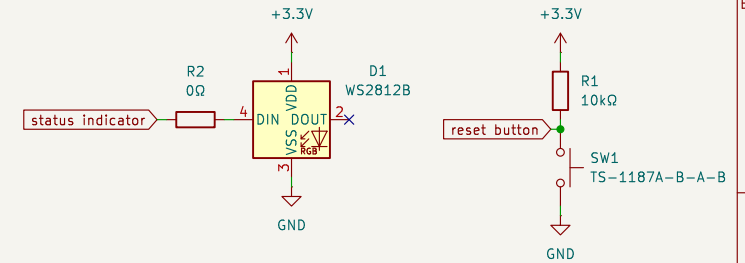 +3.3V
+3.3V
R2
0Ω
1
D1
WS2812B
R1
10kΩ
status indicator
4
DIN
VDD
DOUT
2
VSS
RGB
3
GND
reset button
SW1
TS-1187A-B-A-B
GND